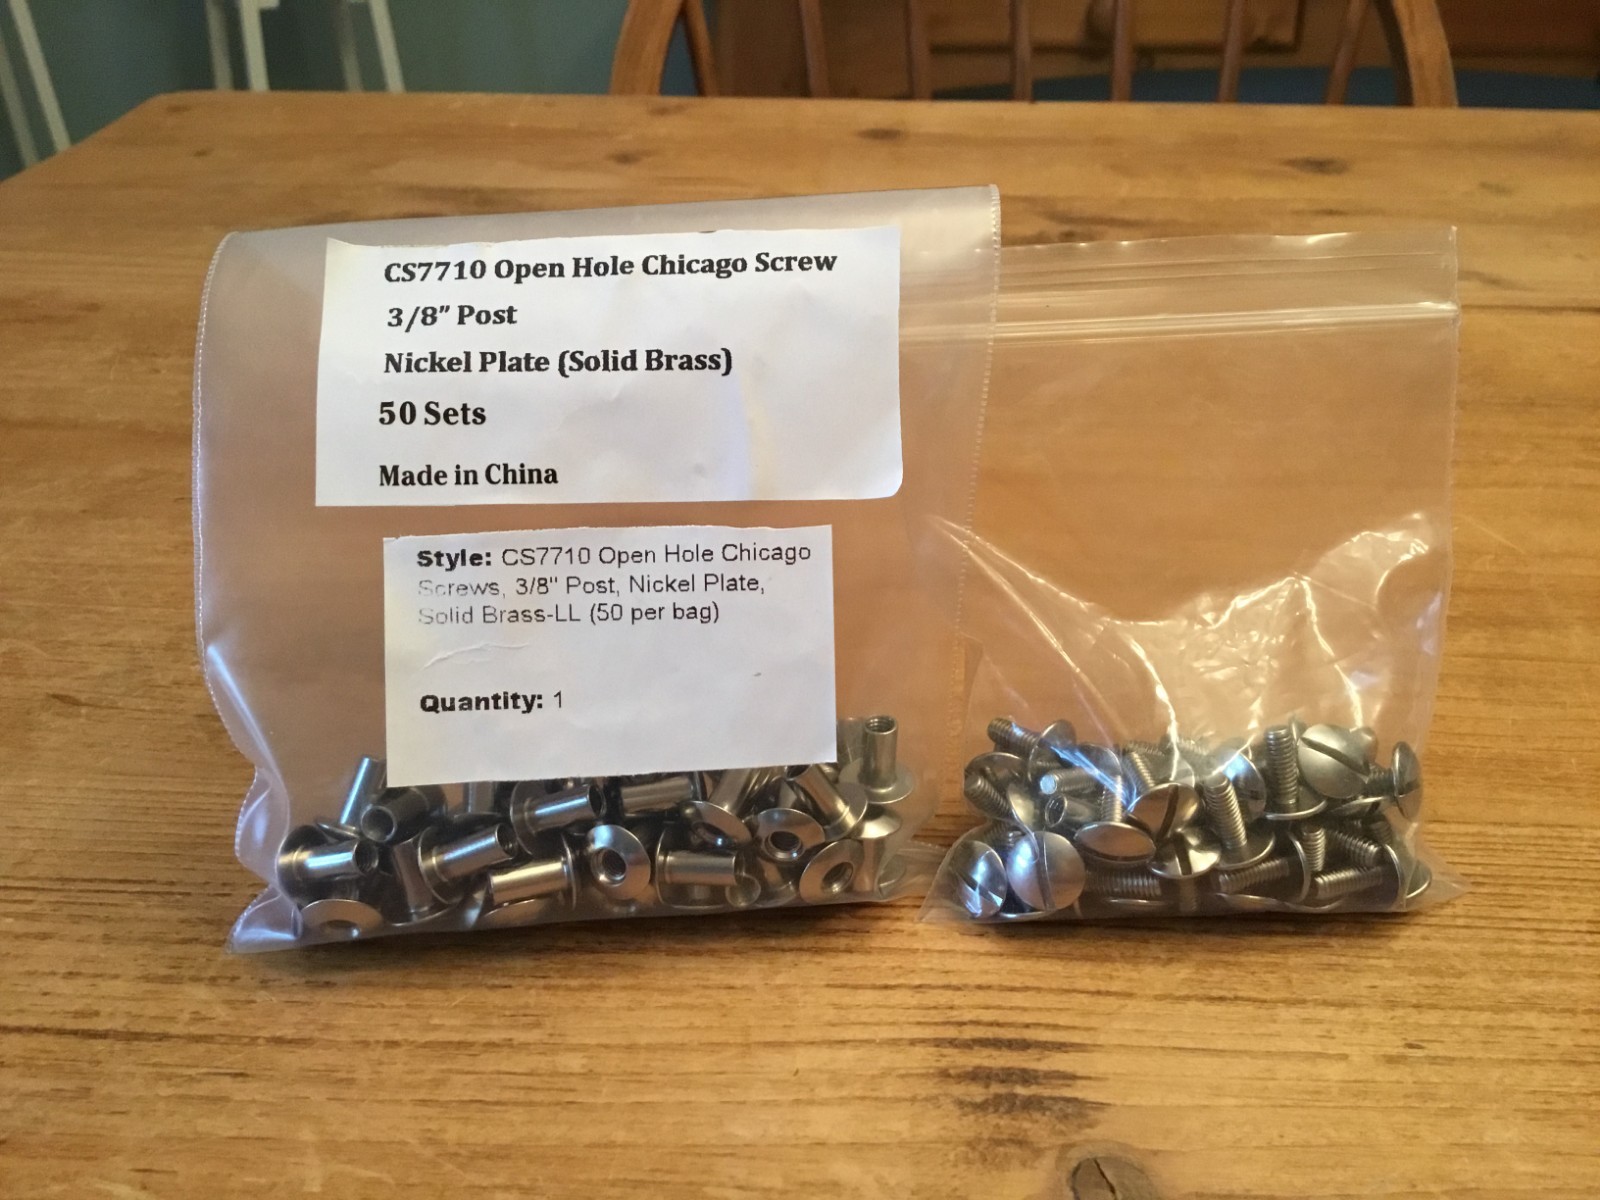 CS7710 Open Hole Chicago Screw
3/8" Post
Nickel Plate (Solid Brass)
50 Sets
Made in China
Style: CS7710 Open Hole Chicago
Screws, 3/8" Post, Nickel Plate,
Solid Brass-LL (50 per bag)
Quantity: 1